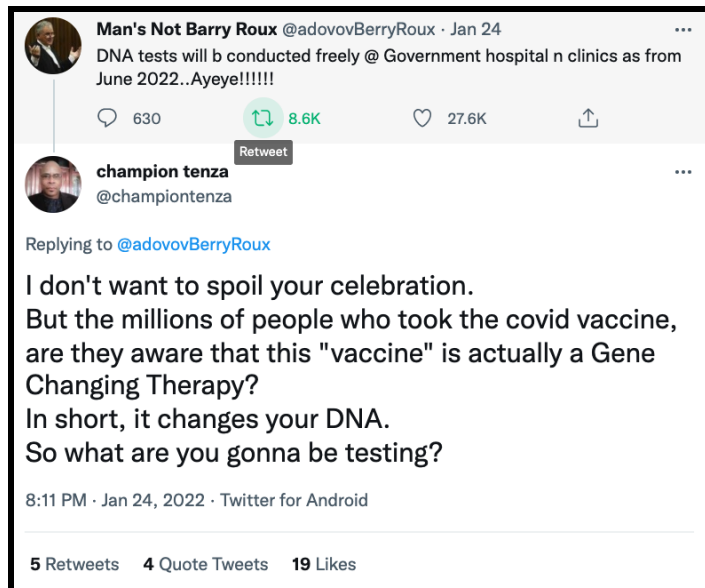 Man's Not Barry Roux @adovovBerryRoux · Jan 24
DNA tests will b conducted freely @ Government hospital n clinics as from
June 2022..Ayeye!!!!!!
630 8.6K 27.6K
Retweet
champion tenza
@championtenza
Replying to @adovovBerryRoux
I don't want to spoil your celebration.
But the millions of people who took the covid vaccine,
are they aware that this "vaccine" is actually a Gene
Changing Therapy?
In short, it changes your DNA.
So what are you gonna be testing?
8:11 PM · Jan 24, 2022 · Twitter for Android
5 Retweets 4 Quote Tweets 19 Likes